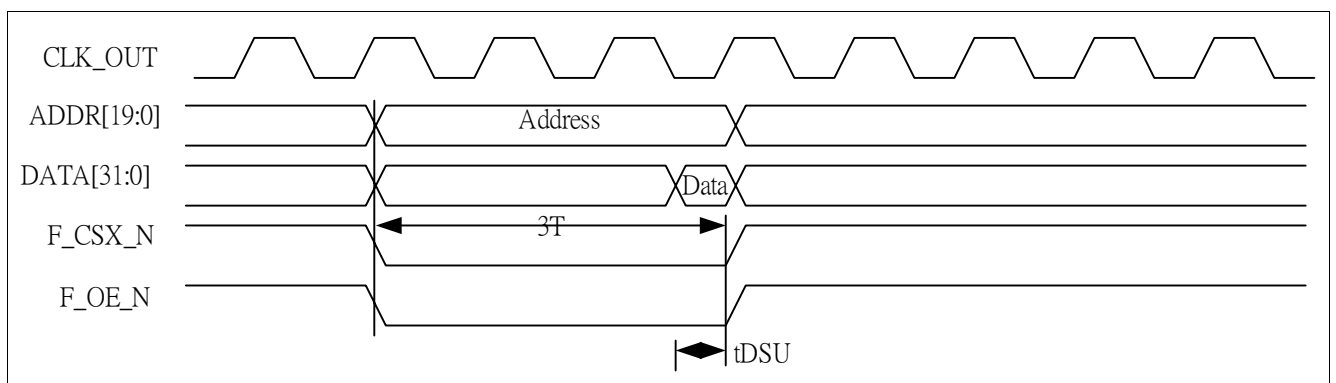 CLK_OUT
ADDR[19:0]
Address
DATA[31:0]
Data
F_CSX_N
3T
F_OE_N
tDSU